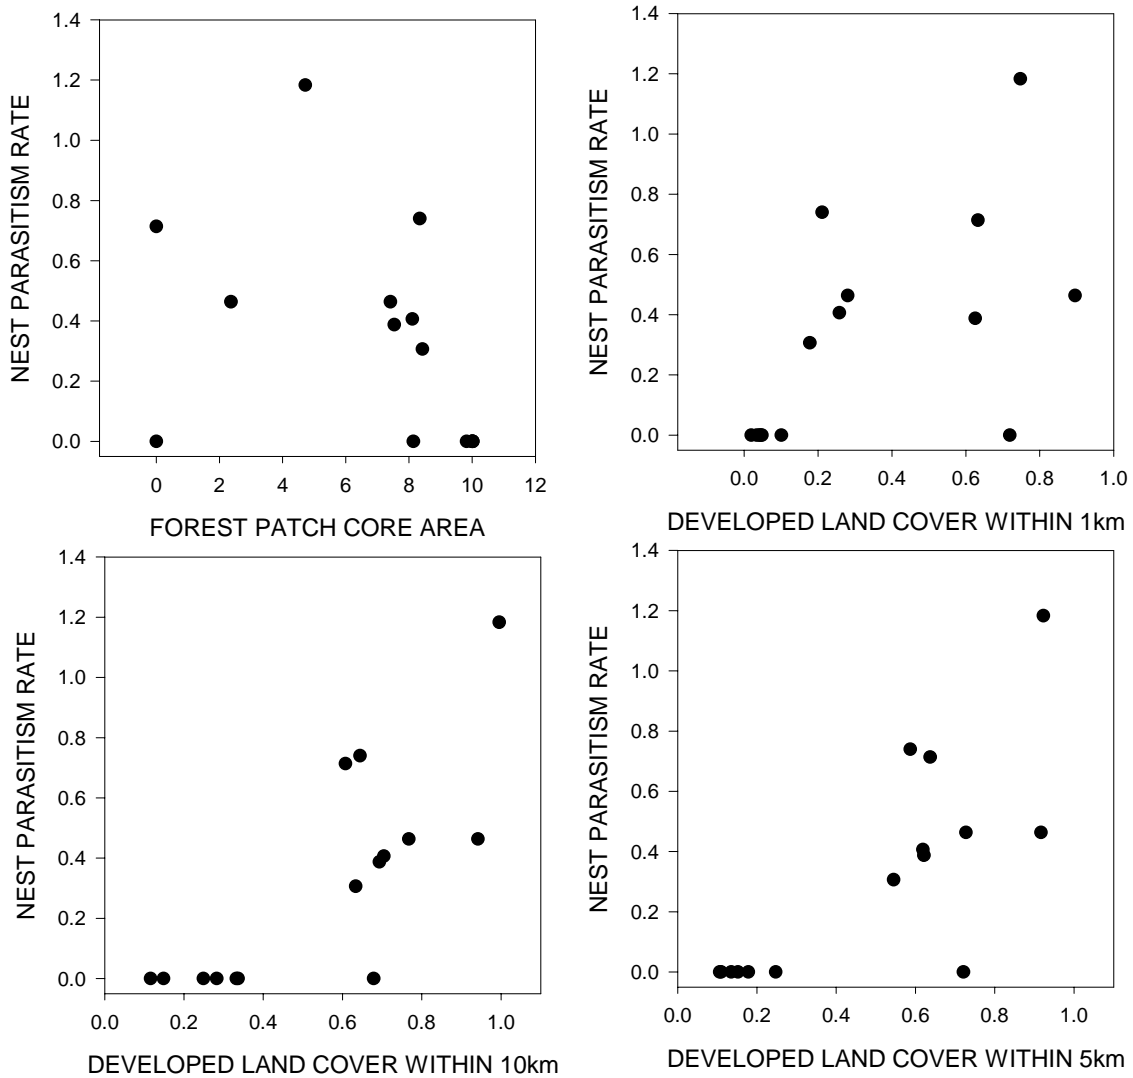 1.4
1.2
1.0
0.8
0.6
0.4
0.2
0.0
NEST PARASITISM RATE
0 2 4 6 8 10 12
FOREST PATCH CORE AREA
1.4
1.2
1.0
0.8
0.6
0.4
0.2
0.0
NEST PARASITISM RATE
0.0 0.2 0.4 0.6 0.8 1.0
DEVELOPED LAND COVER WITHIN 1km
1.4
1.2
1.0
0.8
0.6
0.4
0.2
0.0
NEST PARASITISM RATE
0.0 0.2 0.4 0.6 0.8 1.0
DEVELOPED LAND COVER WITHIN 10km
1.4
1.2
1.0
0.8
0.6
0.4
0.2
0.0
NEST PARASITISM RATE
0.0 0.2 0.4 0.6 0.8 1.0
DEVELOPED LAND COVER WITHIN 5km